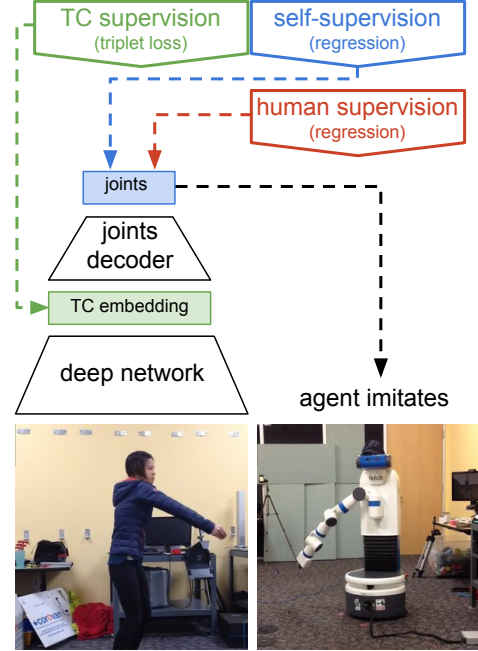 TC supervision
(triplet loss)
self-supervision
(regression)
human supervision
(regression)
joints
joints
decoder
TC embedding
deep network
agent imitates
fetch